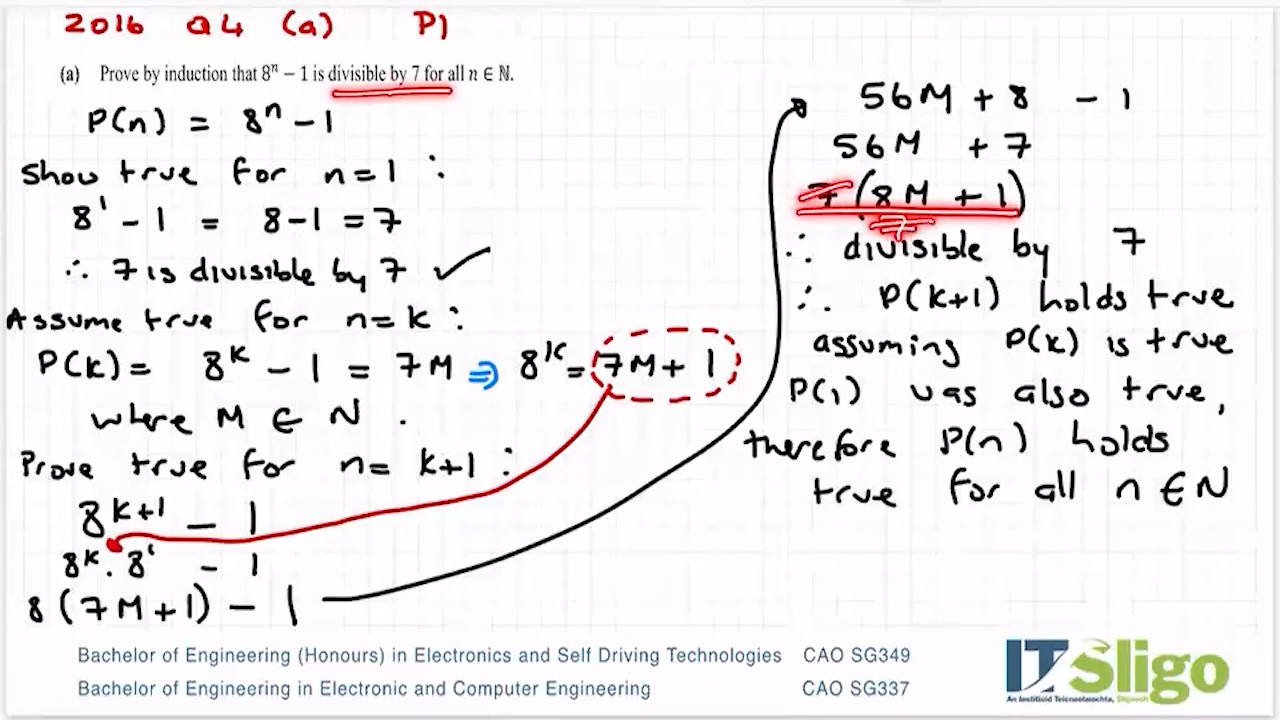 2016 Q4 (a) P1
(a) Prove by induction that 8ⁿ − 1 is divisible by 7 for all n ∈ ℕ.
P(n) = 8ⁿ − 1
Show true for n=1 :
8¹ − 1 = 8−1 = 7
∴ 7 is divisible by 7 ✓
Assume true for n=k :
P(k) = 8ᵏ − 1 = 7M ⇒ 8ᵏ = 7M + 1
where M ∈ N .
Prove true for n= k+1 :
8ᵏ⁺¹ − 1
8ᵏ . 8¹ − 1
8 (7M+1) − 1
56M + 8 − 1
56M + 7
7 (8M + 1)
7
∴ divisible by 7
∴ P(k+1) holds true
assuming P(k) is true
P(1) was also true,
therefore P(n) holds
true for all n ∈ N
Bachelor of Engineering (Honours) in Electronics and Self Driving Technologies CAO SG349
Bachelor of Engineering in Electronic and Computer Engineering CAO SG337
IT Sligo
An Institiúid Teicneolaíochta, Sligeach